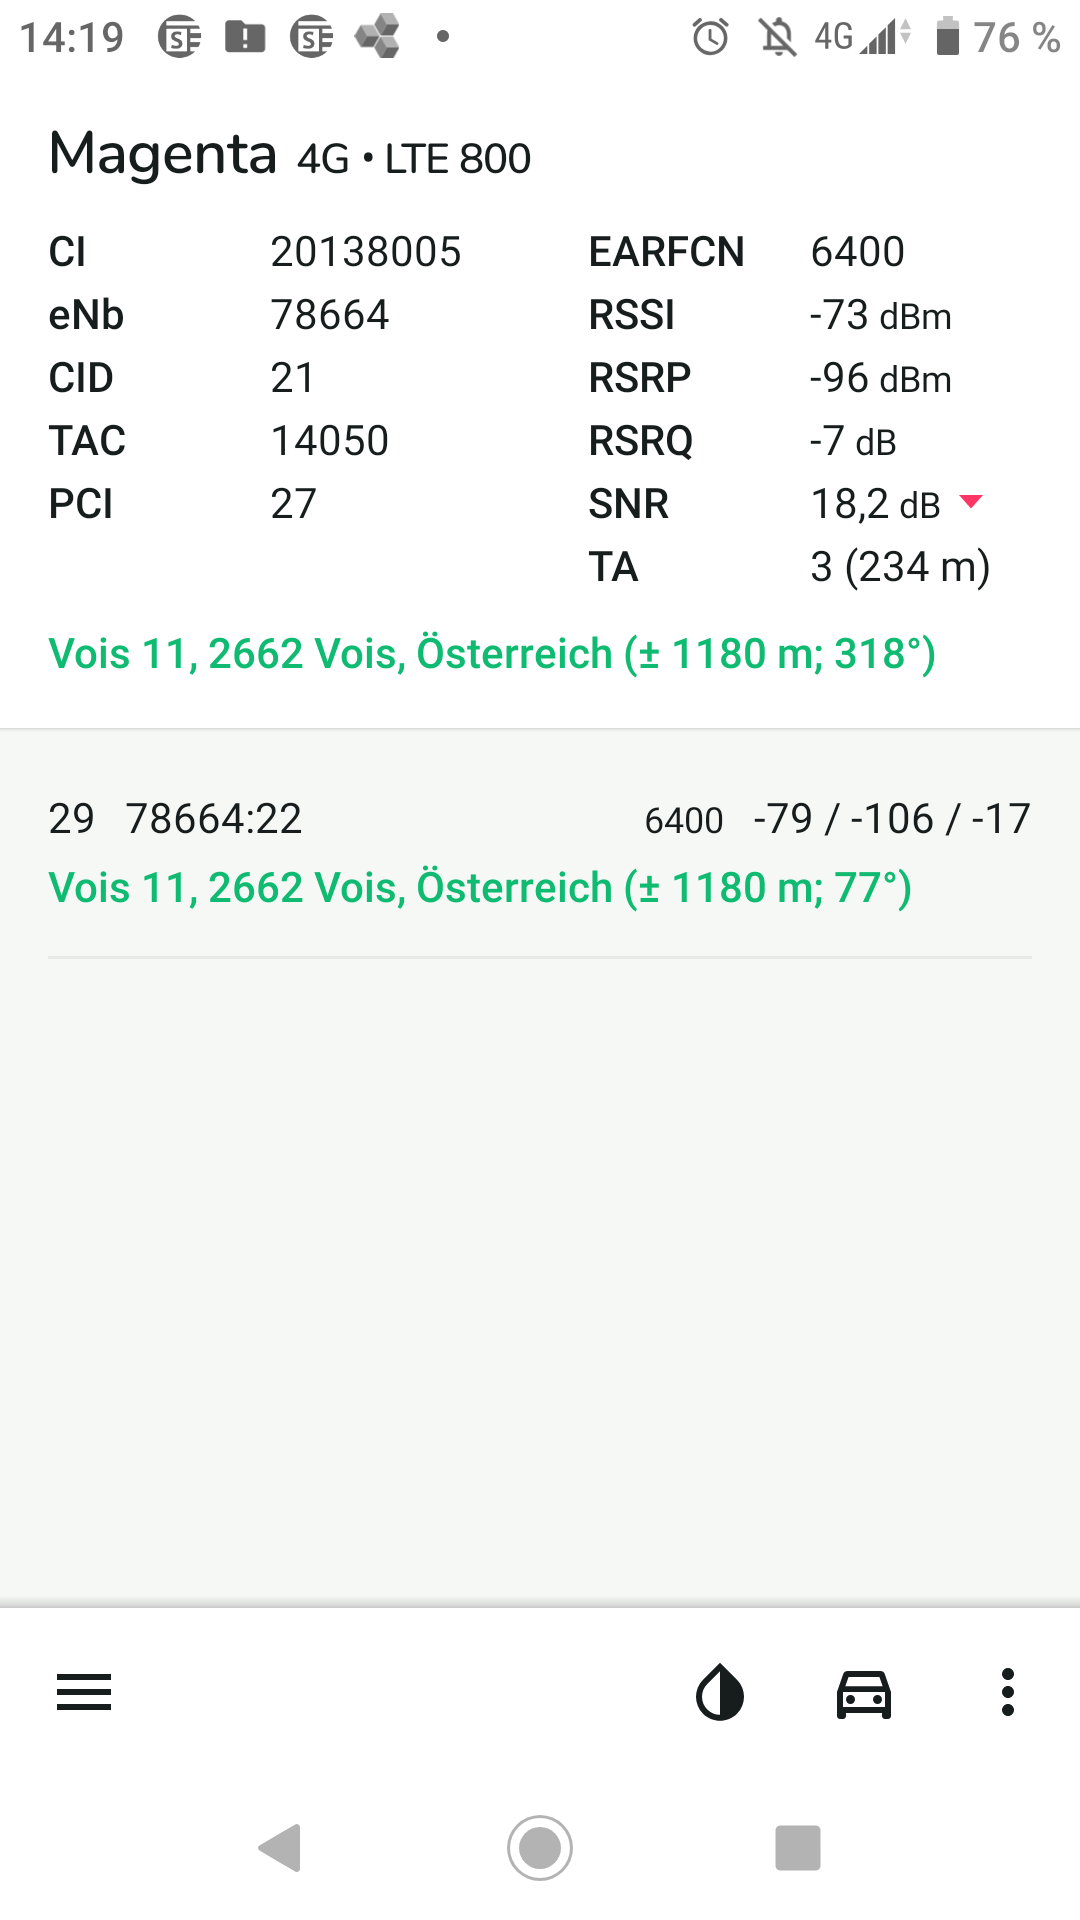 14:19 4G 76 %
Magenta 4G • LTE 800
CI 20138005 EARFCN 6400
eNb 78664 RSSI -73 dBm
CID 21 RSRP -96 dBm
TAC 14050 RSRQ -7 dB
PCI 27 SNR 18,2 dB
TA 3 (234 m)
Vois 11, 2662 Vois, Österreich (± 1180 m; 318°)
29 78664:22 6400 -79 / -106 / -17
Vois 11, 2662 Vois, Österreich (± 1180 m; 77°)